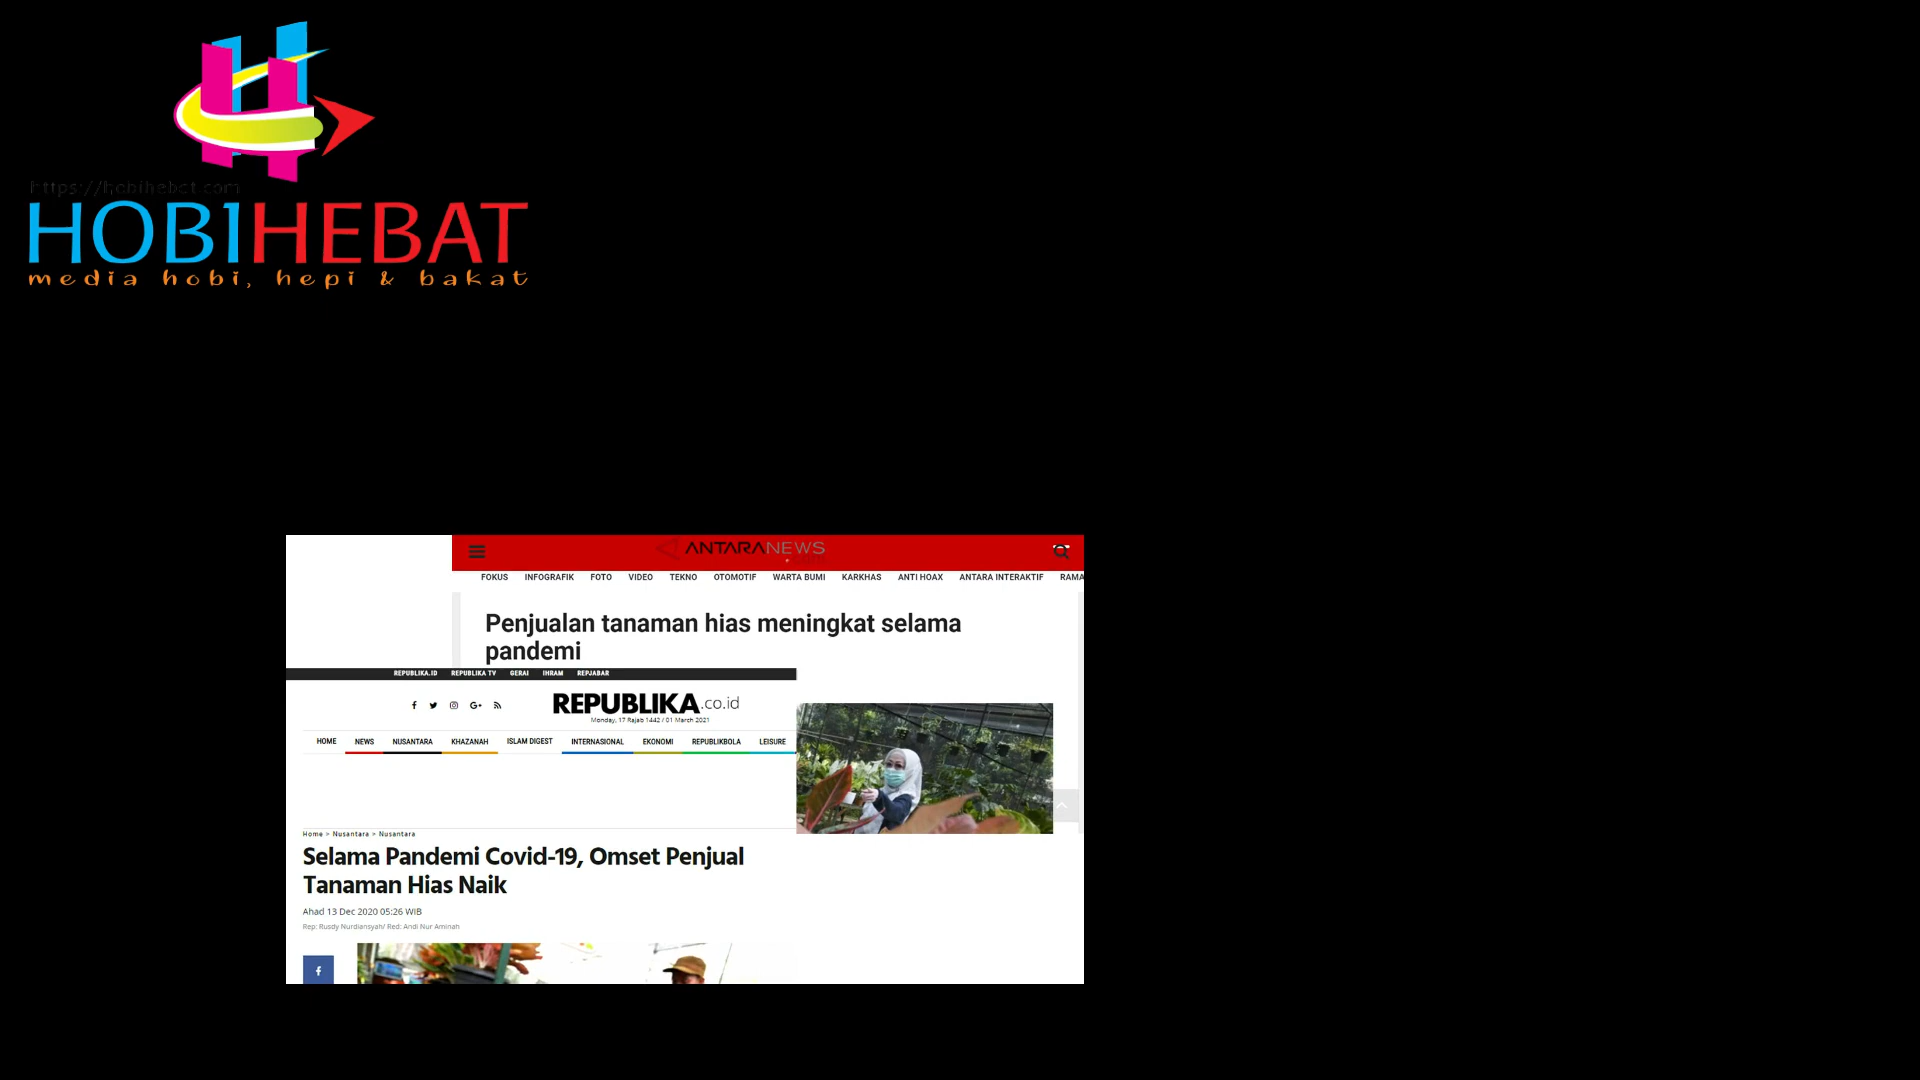 https://hobihebat.com
HOBIHEBAT
media hobi, hepi & bakat
ANTARANEWS
FOKUS INFOGRAFIK FOTO VIDEO TEKNO OTOMOTIF WARTA BUMI KARKHAS ANTI HOAX ANTARA INTERAKTIF RAMA
Penjualan tanaman hias meningkat selama
pandemi
REPUBLIKA.ID REPUBLIKA TV GERAI IHRAM REPJABAR
REPUBLIKA.co.id
Monday, 17 Rajab 1442 / 01 March 2021
HOME NEWS NUSANTARA KHAZANAH ISLAM DIGEST INTERNASIONAL EKONOMI REPUBLIKBOLA LEISURE
Home > Nusantara > Nusantara
Selama Pandemi Covid-19, Omset Penjual
Tanaman Hias Naik
Ahad 13 Dec 2020 05:26 WIB
Rep: Rusdy Nurdiansyah/ Red: Andi Nur Aminah